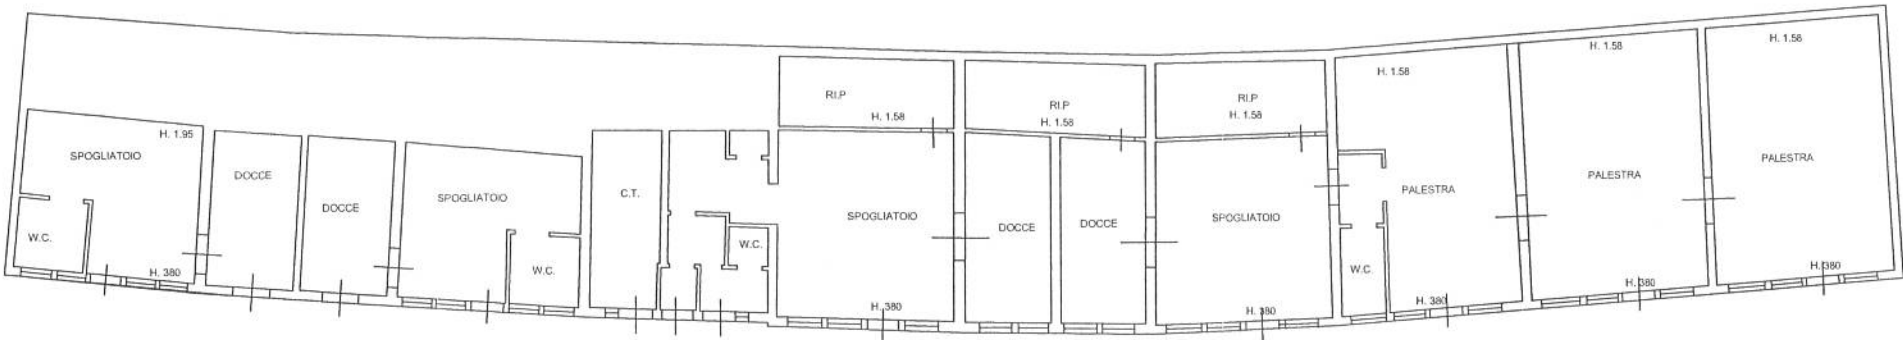 H. 1.95
SPOGLIATOIO
W.C.
H. 380
DOCCE
DOCCE
SPOGLIATOIO
W.C.
C.T.
W.C.
RI.P
H. 1.58
SPOGLIATOIO
H. 380
RI.P
H. 1.58
DOCCE
DOCCE
RI.P
H. 1.58
SPOGLIATOIO
H. 380
H. 1.58
PALESTRA
W.C.
H. 380
H. 1.58
PALESTRA
H. 380
H. 1.58
PALESTRA
H. 380